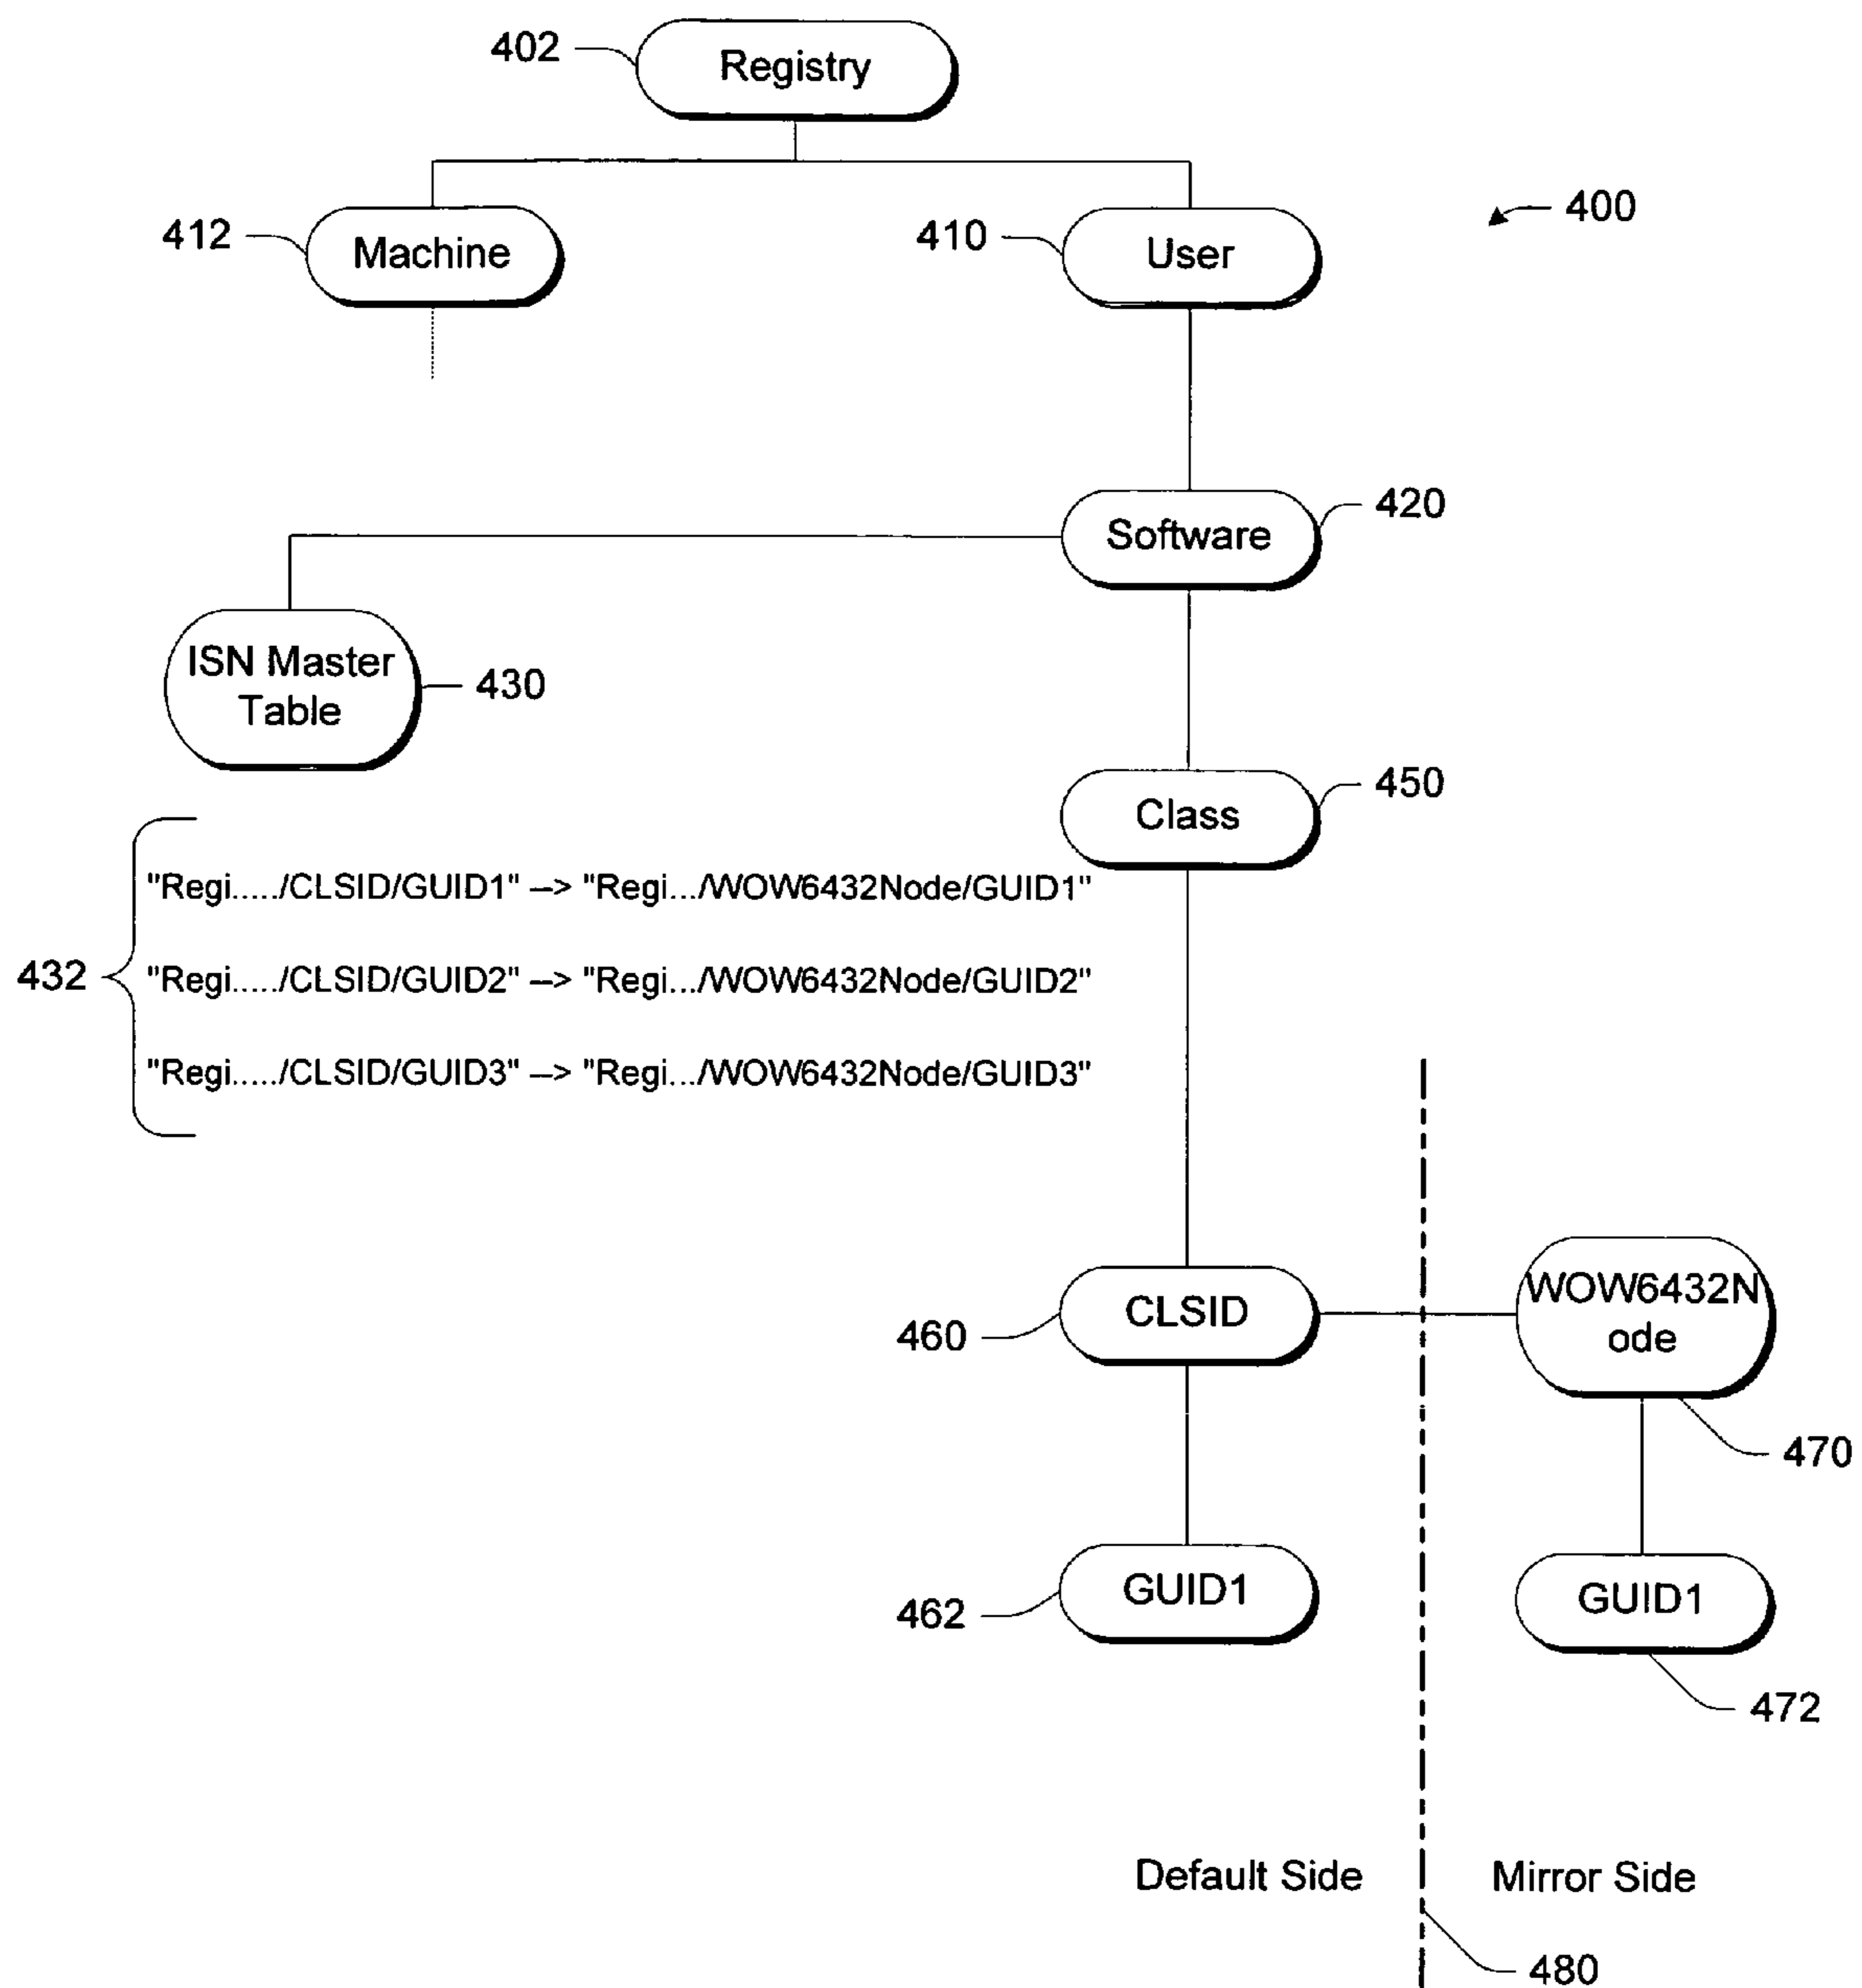 402
Registry
412
Machine
410
User
400
Software
420
ISN Master
Table
430
Class
450
432
"Regi...../CLSID/GUID1" –> "Regi.../WOW6432Node/GUID1"
"Regi...../CLSID/GUID2" –> "Regi.../WOW6432Node/GUID2"
"Regi...../CLSID/GUID3" –> "Regi.../WOW6432Node/GUID3"
460
CLSID
WOW6432N
ode
470
462
GUID1
GUID1
472
Default Side
Mirror Side
480